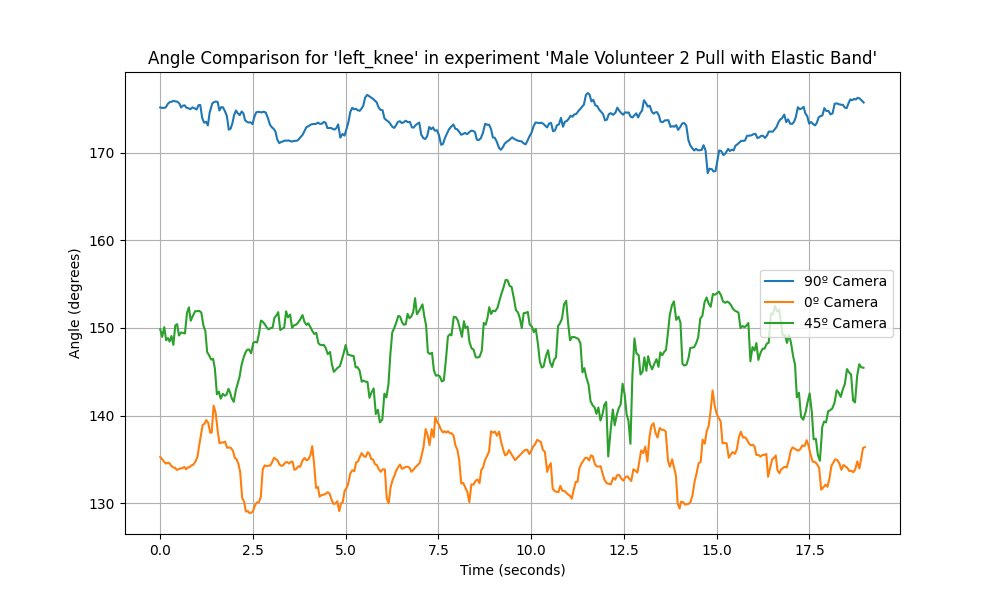 Angle Comparison for 'left_knee' in experiment 'Male Volunteer 2 Pull with Elastic Band'
Angle (degrees)
170
160
150
140
130
90º Camera
0º Camera
45º Camera
0.0 2.5 5.0 7.5 10.0 12.5 15.0 17.5
Time (seconds)